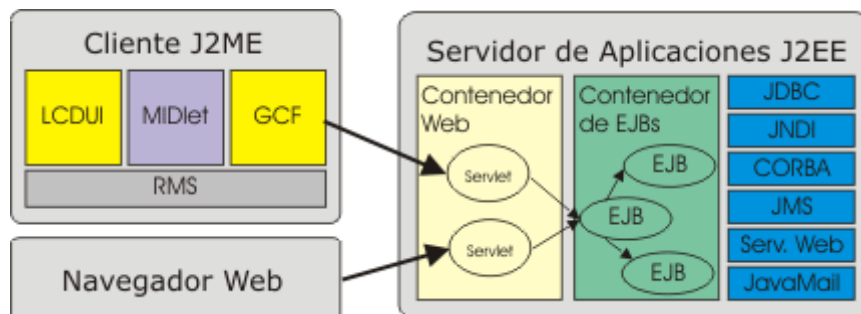 Cliente J2ME
LCDUI
MIDlet
GCF
RMS
Navegador Web
Servidor de Aplicaciones J2EE
Contenedor
Web
Servlet
Servlet
Contenedor
de EJBs
EJB
EJB
EJB
JDBC
JNDI
CORBA
JMS
Serv. Web
JavaMail